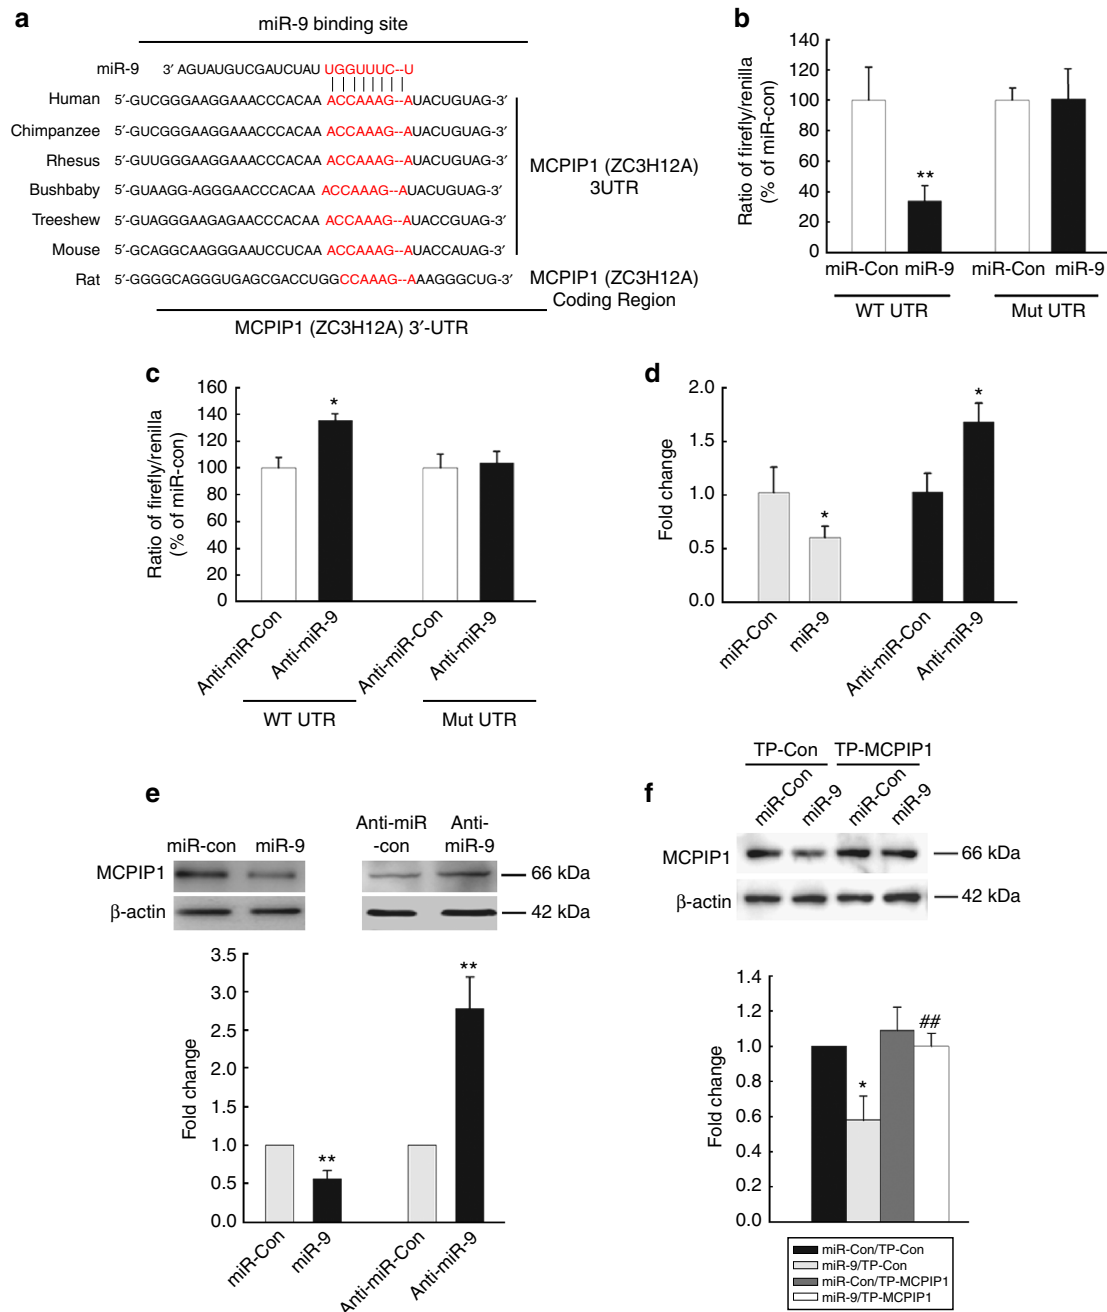 a
miR-9 binding site
miR-9 3′ AGUAUGUCGAUCUAU UGGUUUC--U
Human 5′-GUCGGGAAGGAAACCCACAA ACCAAAG--AUACUGUAG-3′
Chimpanzee 5′-GUCGGGAAGGAAACCCACAA ACCAAAG--AUACUGUAG-3′
Rhesus 5′-GUUGGGAAGGAAACCCACAA ACCAAAG--AUACUGUAG-3′
Bushbaby 5′-GUAAGG-AGGGAACCCACAA ACCAAAG--AUACUGUAG-3′
Treeshew 5′-GUAGGGAAGAGAACCCACAA ACCAAAG--AUACCGUAG-3′
Mouse 5′-GCAGGCAAGGGAAUCCUCAA ACCAAAG--AUACCAUAG-3′
Rat 5′-GGGGCAGGGUGAGCGACCUGGCCAAAG--AAAGGGCUG-3′
MCPIP1 (ZC3H12A)
3UTR
MCPIP1 (ZC3H12A)
Coding Region
MCPIP1 (ZC3H12A) 3′-UTR
b
Ratio of firefly/renilla
(% of miR-con)
140
120
100
80
60
40
20
0
**
miR-Con miR-9 miR-Con miR-9
WT UTR Mut UTR
c
Ratio of firefly/renilla
(% of miR-con)
160
140
120
100
80
60
40
20
0
*
Anti-miR-Con Anti-miR-9 Anti-miR-Con Anti-miR-9
WT UTR Mut UTR
d
Fold change
2.0
1.5
1.0
0.5
0.0
*
*
miR-Con miR-9 Anti-miR-Con Anti-miR-9
e
miR-con miR-9 Anti-miR
-con Anti-
miR-9
MCPIP1 66 kDa
β-actin 42 kDa
Fold change
3.5
3.0
2.5
2.0
1.0
0.5
0.0
**
**
miR-Con miR-9 Anti-miR-Con Anti-miR-9
f
TP-Con TP-MCPIP1
miR-Con miR-9 miR-Con miR-9
MCPIP1 66 kDa
β-actin 42 kDa
Fold change
1.4
1.2
1.0
0.8
0.6
0.4
0.2
0.0
*
##
miR-Con/TP-Con
miR-9/TP-Con
miR-Con/TP-MCPIP1
miR-9/TP-MCPIP1